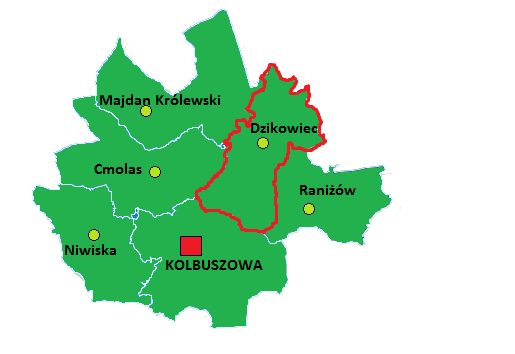 Majdan Królewski
Dzikowiec
Cmolas
Raniżów
Niwiska
KOLBUSZOWA